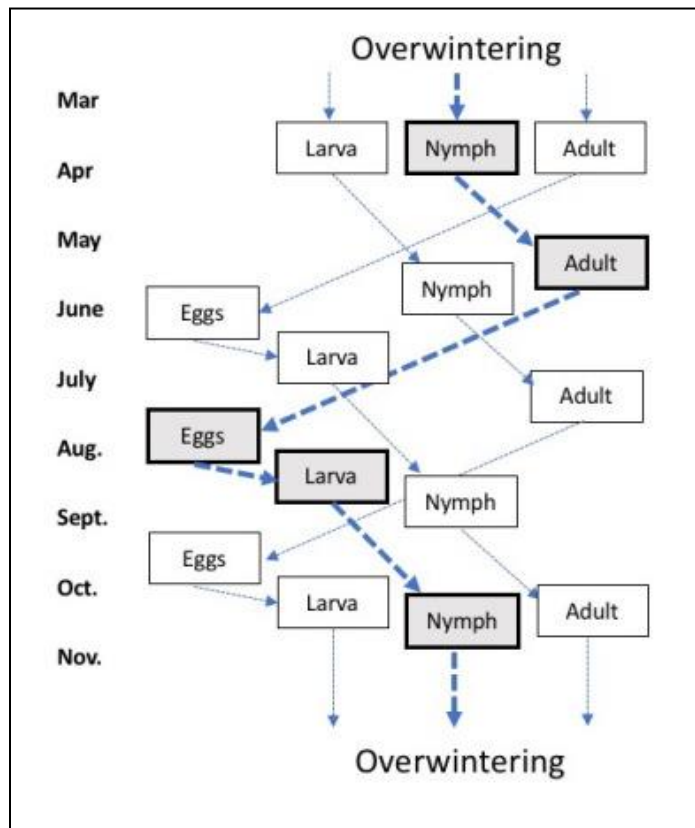 Overwintering
Mar
Larva Nymph Adult
Apr
May
Adult
Nymph
June
Eggs
Larva
July
Adult
Eggs
Aug.
Larva
Nymph
Sept.
Eggs
Oct.
Larva Nymph Adult
Nov.
Overwintering